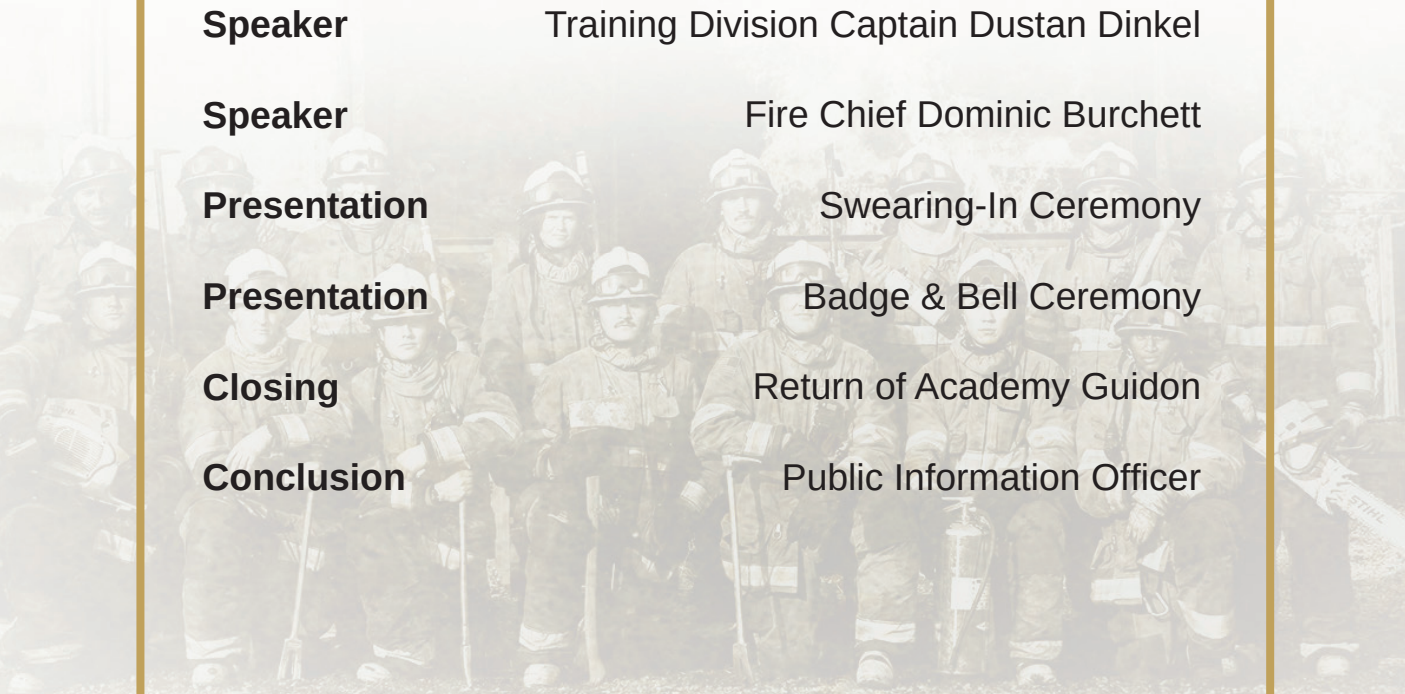 Speaker Training Division Captain Dustan Dinkel
Speaker Fire Chief Dominic Burchett
Presentation Swearing-In Ceremony
Presentation Badge & Bell Ceremony
Closing Return of Academy Guidon
Conclusion Public Information Officer
STIHL